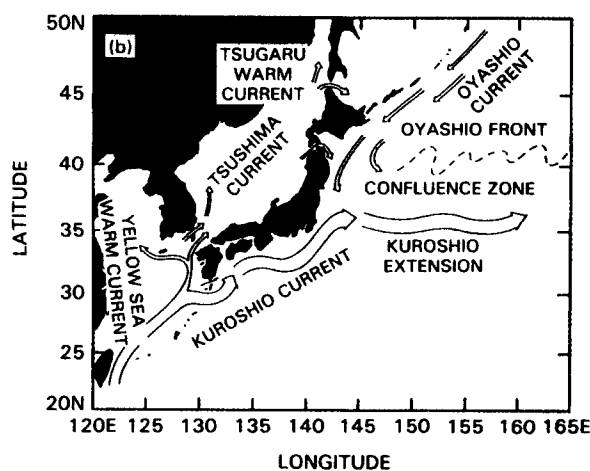 (b)
50N
45
40
35
30
25
20N
LATITUDE
120E 125 130 135 140 145 150 155 160 165E
LONGITUDE
TSUGARU
WARM
CURRENT
OYASHIO
CURRENT
OYASHIO FRONT
TSUSHIMA
CURRENT
CONFLUENCE ZONE
YELLOW SEA
WARM CURRENT
KUROSHIO
EXTENSION
KUROSHIO CURRENT